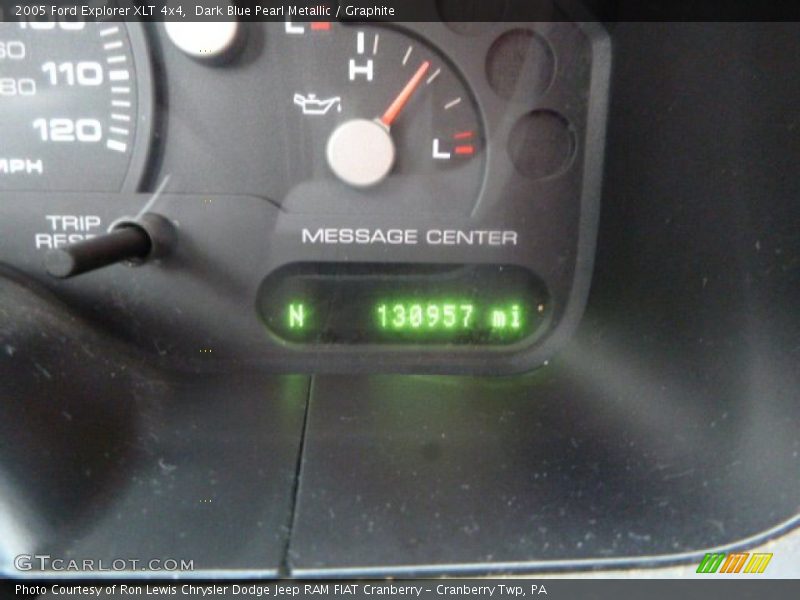 2005 Ford Explorer XLT 4x4, Dark Blue Pearl Metallic / Graphite
L
H
110
120
MPH
L
TRIP
MESSAGE CENTER
N 130957 mi
GTCARLOT.COM
Photo Courtesy of Ron Lewis Chrysler Dodge Jeep RAM FIAT Cranberry – Cranberry Twp, PA